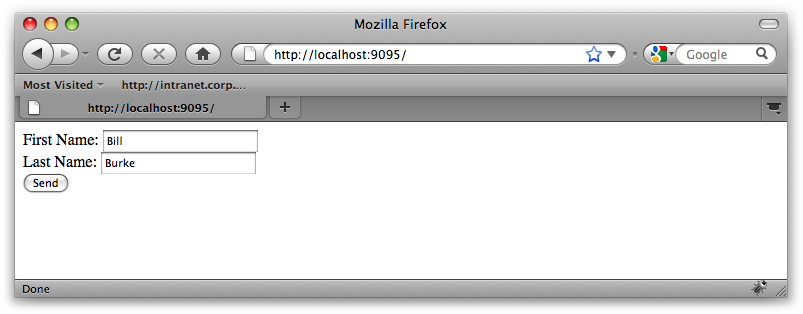 Mozilla Firefox
http://localhost:9095/
Google
Most Visited http://intranet.corp....
http://localhost:9095/
First Name: Bill
Last Name: Burke
Send
Done